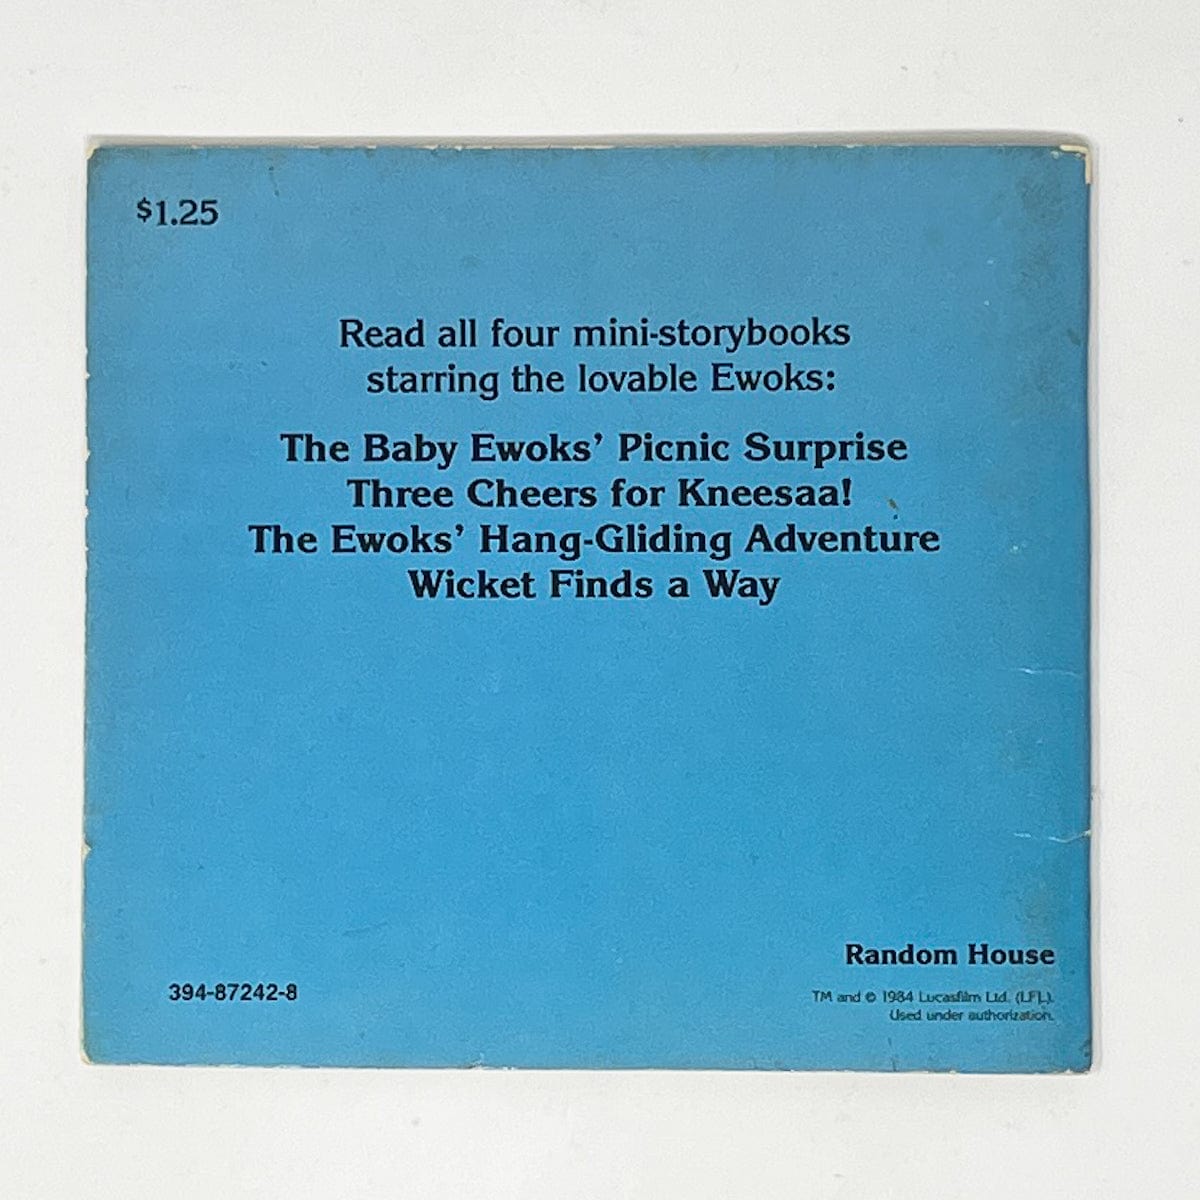 $1.25
Read all four mini-storybooks
starring the lovable Ewoks:
The Baby Ewoks’ Picnic Surprise
Three Cheers for Kneesaa!
The Ewoks’ Hang-Gliding Adventure
Wicket Finds a Way
Random House
394-87242-8
TM and © 1984 Lucasfilm Ltd. (LFL).
Used under authorization.